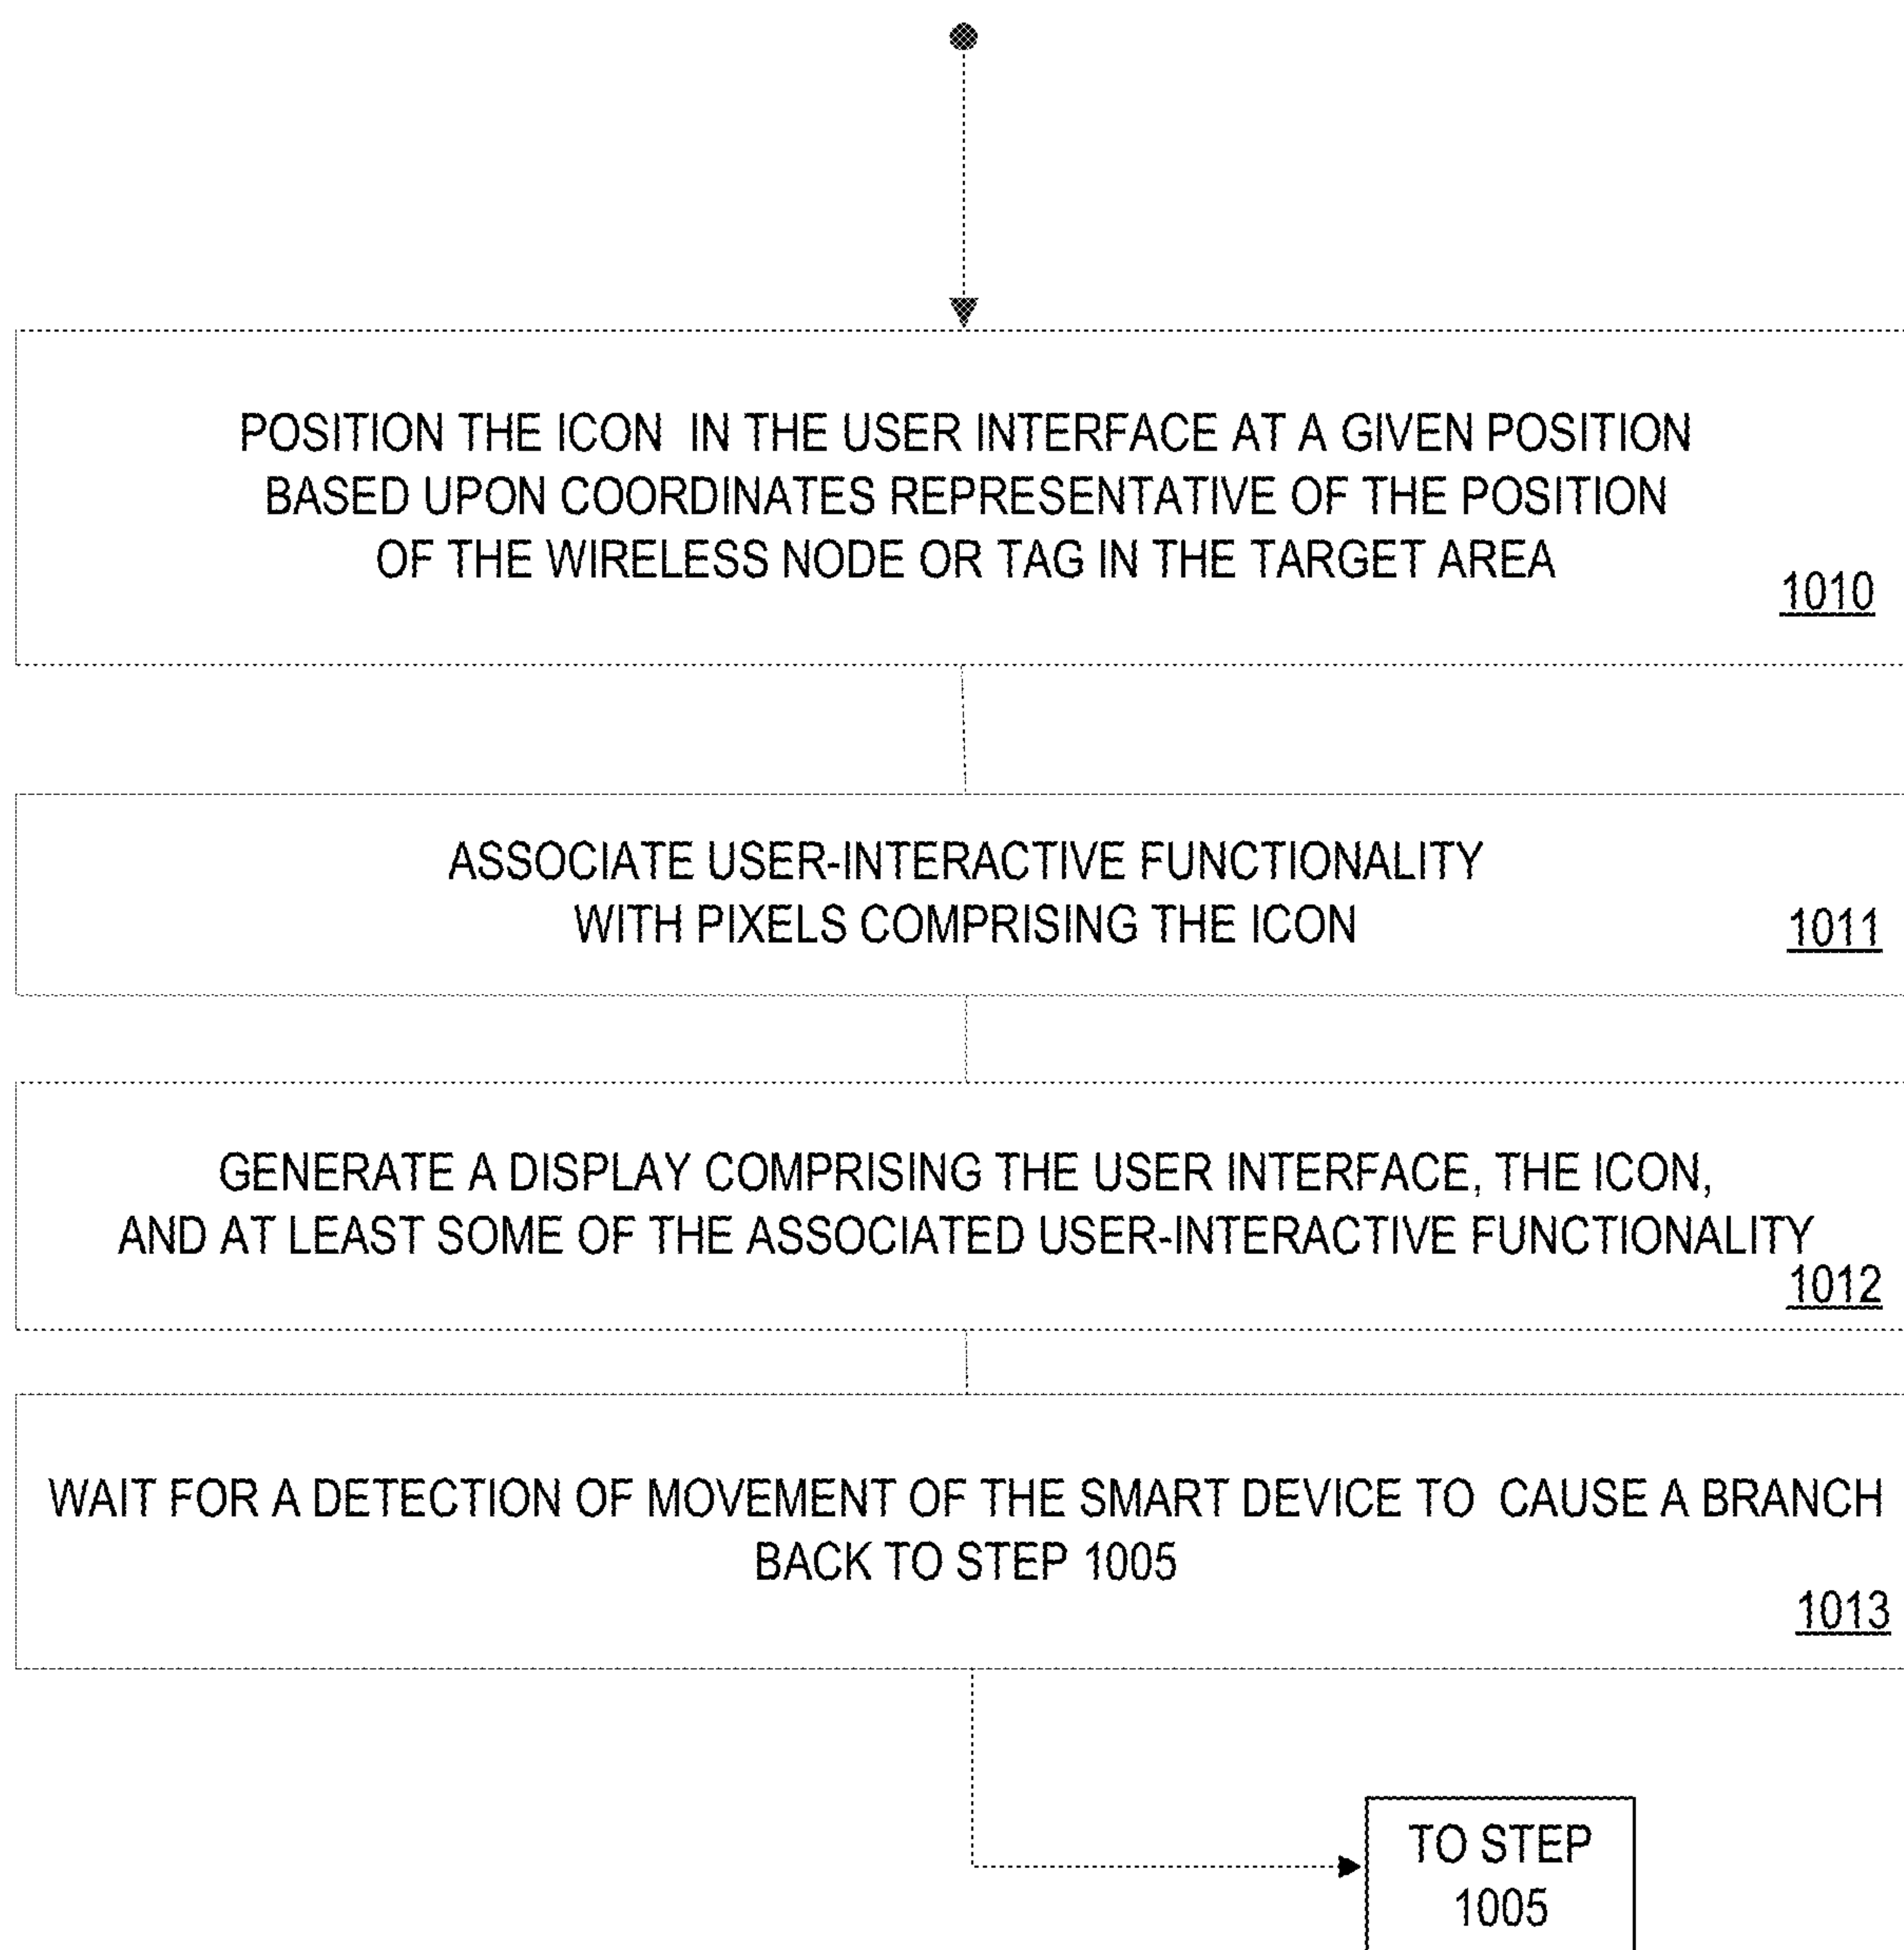 POSITION THE ICON IN THE USER INTERFACE AT A GIVEN POSITION
BASED UPON COORDINATES REPRESENTATIVE OF THE POSITION
OF THE WIRELESS NODE OR TAG IN THE TARGET AREA
1010
ASSOCIATE USER-INTERACTIVE FUNCTIONALITY
WITH PIXELS COMPRISING THE ICON
1011
GENERATE A DISPLAY COMPRISING THE USER INTERFACE, THE ICON,
AND AT LEAST SOME OF THE ASSOCIATED USER-INTERACTIVE FUNCTIONALITY
1012
WAIT FOR A DETECTION OF MOVEMENT OF THE SMART DEVICE TO CAUSE A BRANCH
BACK TO STEP 1005
1013
TO STEP
1005